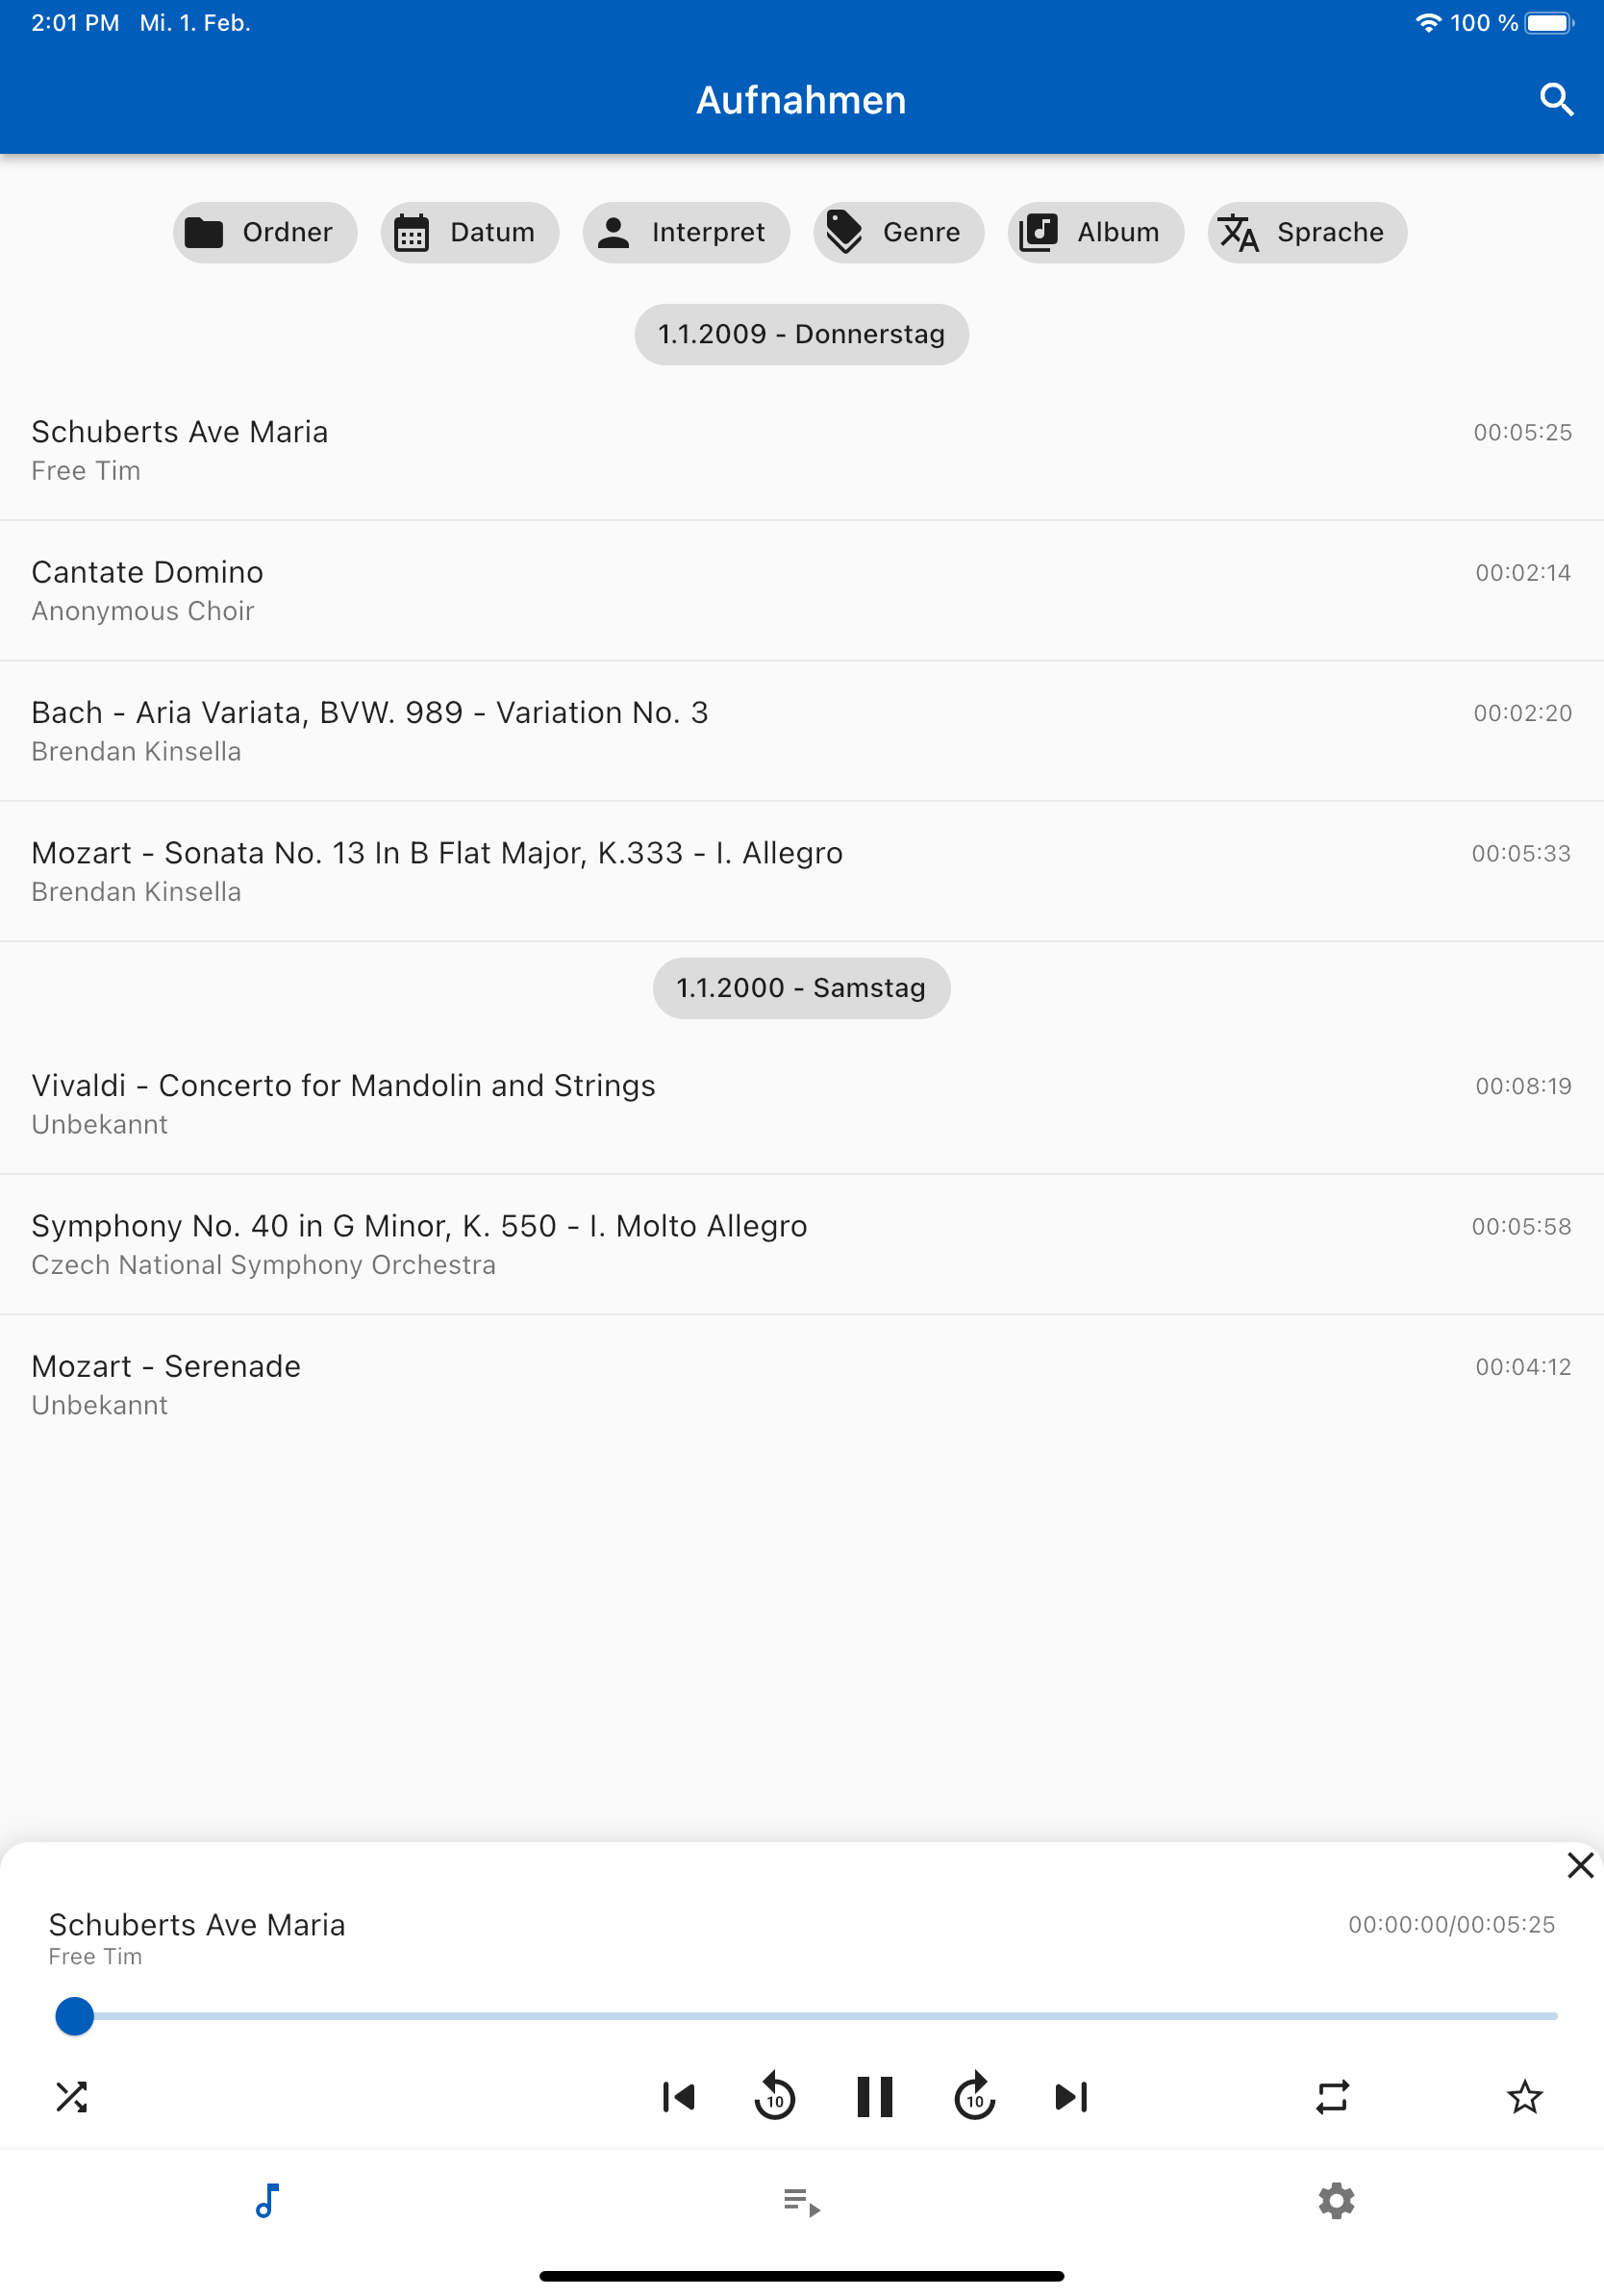 2:01 PM Mi. 1. Feb. 100 %
Aufnahmen
Ordner Datum Interpret Genre Album Sprache
1.1.2009 - Donnerstag
Schuberts Ave Maria 00:05:25
Free Tim
Cantate Domino 00:02:14
Anonymous Choir
Bach - Aria Variata, BVW. 989 - Variation No. 3 00:02:20
Brendan Kinsella
Mozart - Sonata No. 13 In B Flat Major, K.333 - I. Allegro 00:05:33
Brendan Kinsella
1.1.2000 - Samstag
Vivaldi - Concerto for Mandolin and Strings 00:08:19
Unbekannt
Symphony No. 40 in G Minor, K. 550 - I. Molto Allegro 00:05:58
Czech National Symphony Orchestra
Mozart - Serenade 00:04:12
Unbekannt
Schuberts Ave Maria 00:00:00/00:05:25
Free Tim
10 10